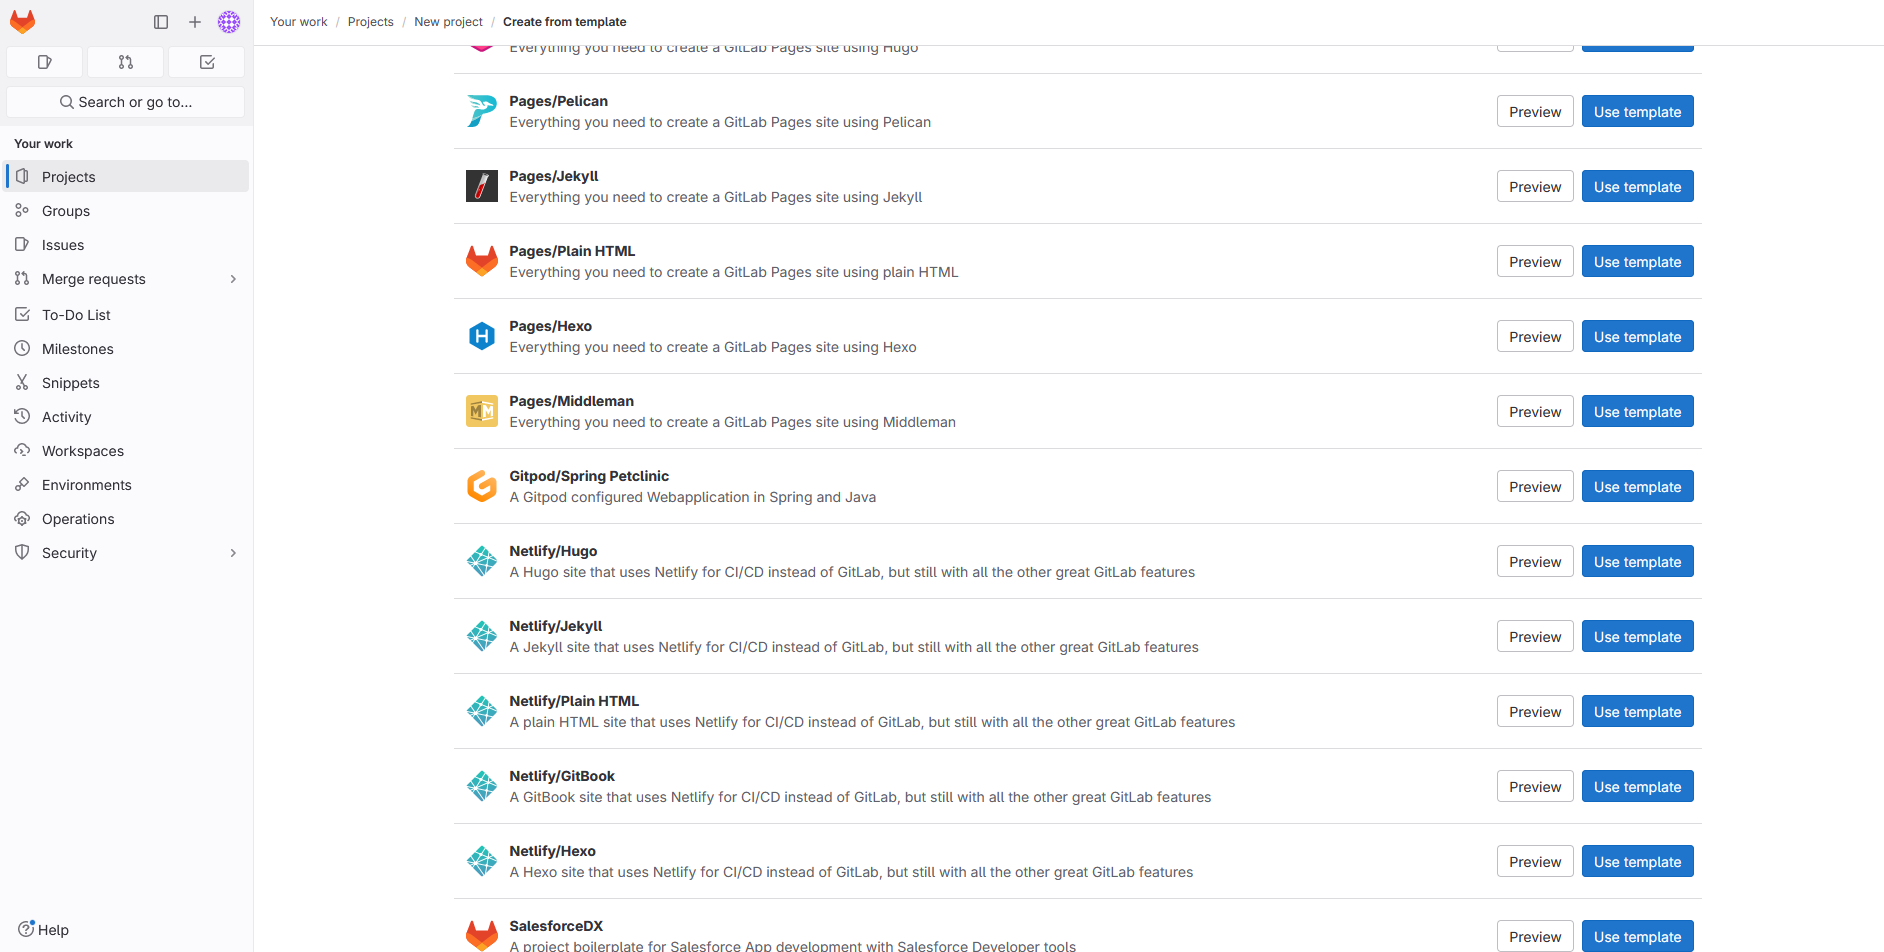 Your work / Projects / New project / Create from template
Search or go to...
Your work
Projects
Groups
Issues
Merge requests
To-Do List
Milestones
Snippets
Activity
Workspaces
Environments
Operations
Security
Help
Everything you need to create a GitLab Pages site using Hugo
Pages/Pelican
Everything you need to create a GitLab Pages site using Pelican
Preview Use template
Pages/Jekyll
Everything you need to create a GitLab Pages site using Jekyll
Preview Use template
Pages/Plain HTML
Everything you need to create a GitLab Pages site using plain HTML
Preview Use template
Pages/Hexo
Everything you need to create a GitLab Pages site using Hexo
Preview Use template
Pages/Middleman
Everything you need to create a GitLab Pages site using Middleman
Preview Use template
Gitpod/Spring Petclinic
A Gitpod configured Webapplication in Spring and Java
Preview Use template
Netlify/Hugo
A Hugo site that uses Netlify for CI/CD instead of GitLab, but still with all the other great GitLab features
Preview Use template
Netlify/Jekyll
A Jekyll site that uses Netlify for CI/CD instead of GitLab, but still with all the other great GitLab features
Preview Use template
Netlify/Plain HTML
A plain HTML site that uses Netlify for CI/CD instead of GitLab, but still with all the other great GitLab features
Preview Use template
Netlify/GitBook
A GitBook site that uses Netlify for CI/CD instead of GitLab, but still with all the other great GitLab features
Preview Use template
Netlify/Hexo
A Hexo site that uses Netlify for CI/CD instead of GitLab, but still with all the other great GitLab features
Preview Use template
SalesforceDX
A project boilerplate for Salesforce App development with Salesforce Developer tools
Preview Use template